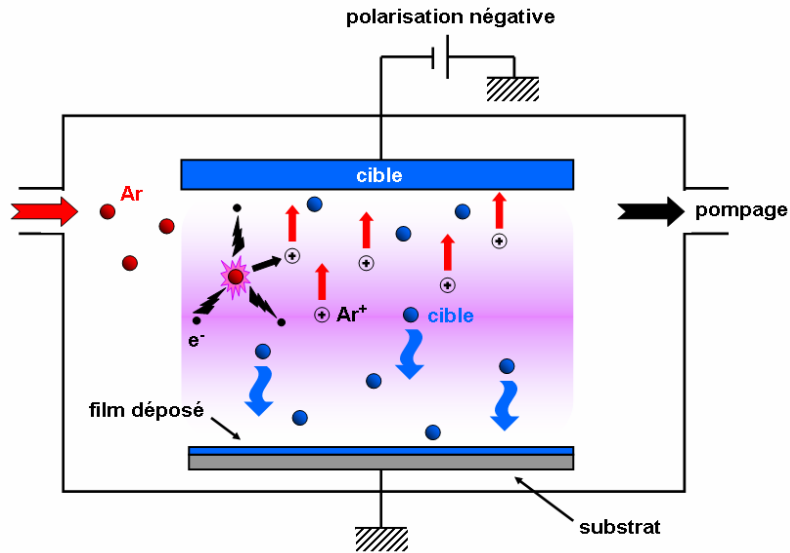 polarisation négative
cible
Ar
pompage
Ar+
cible
e-
film déposé
substrat